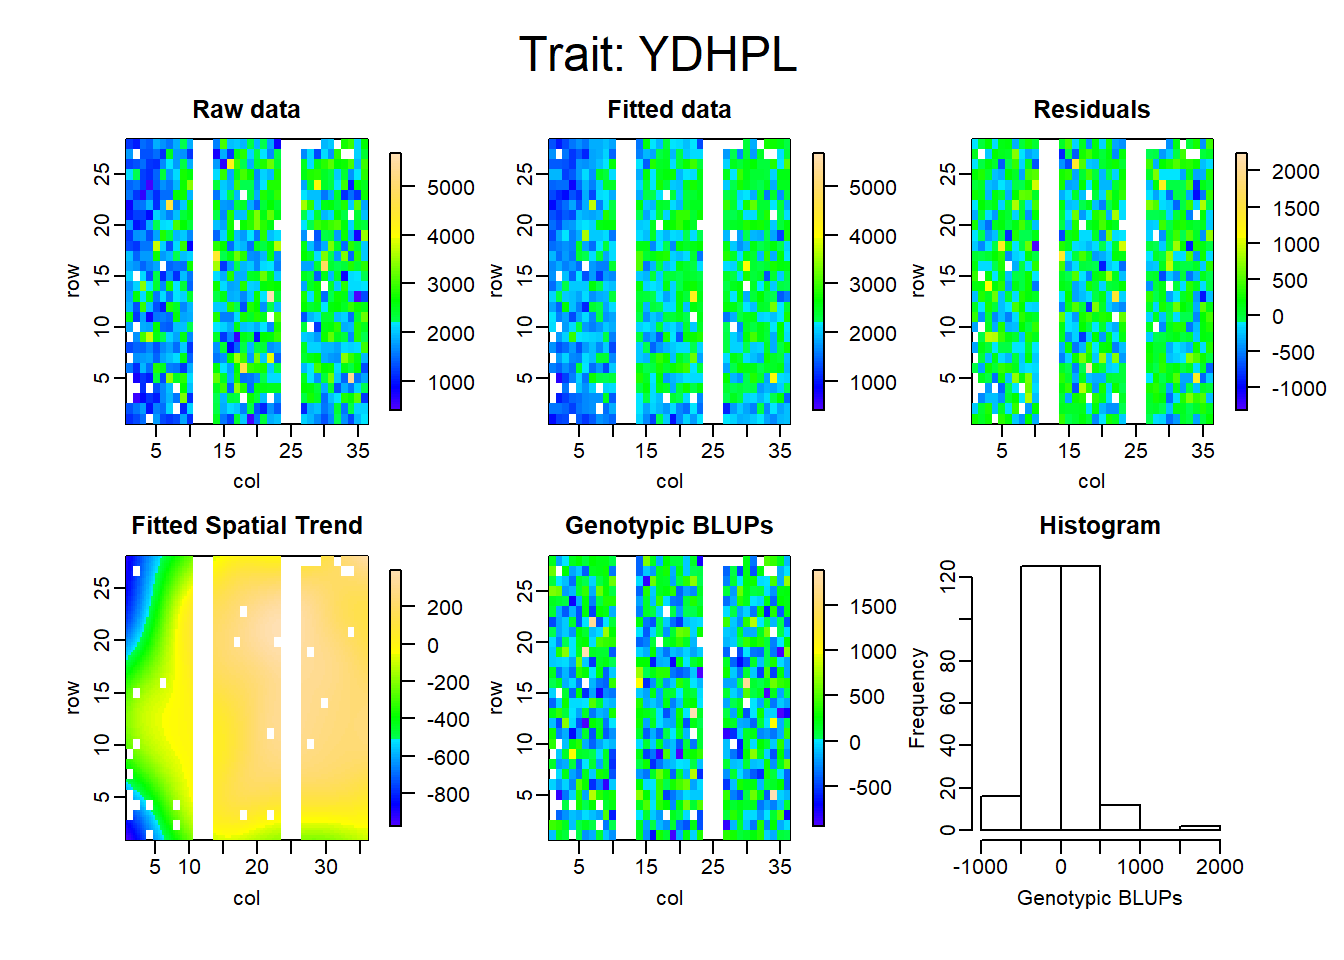 Trait: YDHPL
Raw data
Fitted data
Residuals
row
5 10 15 20 25
5 15 25 35
col
1000 2000 3000 4000 5000
row
5 10 15 20 25
5 15 25 35
col
1000 2000 3000 4000 5000
row
5 10 15 20 25
5 15 25 35
col
-1000 -500 0 500 1000 1500 2000
Fitted Spatial Trend
Genotypic BLUPs
Histogram
row
5 10 15 20 25
5 10 20 30
col
-800 -600 -400 -200 0 200
row
5 10 15 20 25
5 15 25 35
col
-500 0 500 1000 1500
Frequency
0 20 40 60 80 120
-1000 0 1000 2000
Genotypic BLUPs